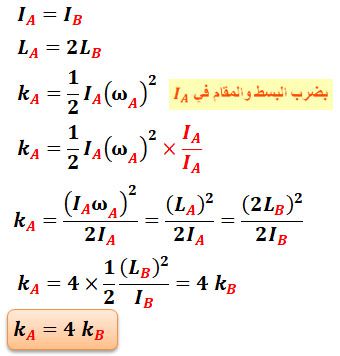 I_A = I_B
L_A = 2L_B
k_A = 1/2 I_A(ω_A)^2 بضرب البسط والمقام في I_A
k_A = 1/2 I_A(ω_A)^2 × I_A/I_A
k_A = (I_Aω_A)^2/2I_A = (L_A)^2/2I_A = (2L_B)^2/2I_B
k_A = 4 × 1/2 (L_B)^2/I_B = 4 k_B
k_A = 4 k_B